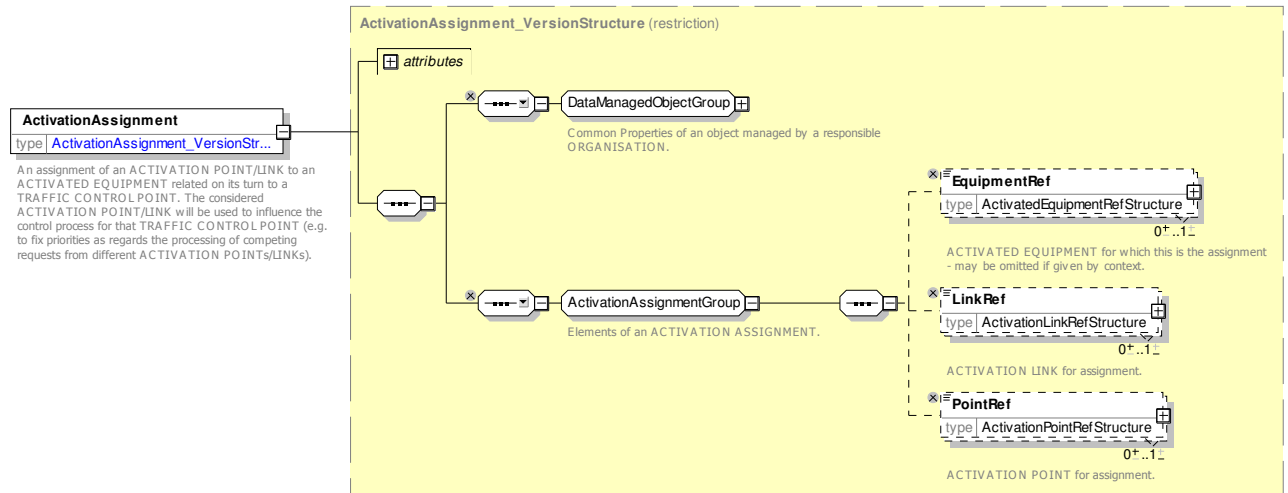 ActivationAssignment_VersionStructure (restriction)
attributes
ActivationAssignment
type ActivationAssignment_VersionStr...
An assignment of an ACTIVATION POINT/LINK to an
ACTIVATED EQUIPMENT related on its turn to a
TRAFFIC CONTROL POINT. The considered
ACTIVATION POINT/LINK will be used to influence the
control process for that TRAFFIC CONTROL POINT (e.g.
to fix priorities as regards the processing of competing
requests from different ACTIVATION POINTs/LINKs).
DataManagedObjectGroup
Common Properties of an object managed by a responsible
ORGANISATION.
ActivationAssignmentGroup
Elements of an ACTIVATION ASSIGNMENT.
EquipmentRef
type ActivatedEquipmentRefStructure
0..1
ACTIVATED EQUIPMENT for which this is the assignment
- may be omitted if given by context.
LinkRef
type ActivationLinkRefStructure
0..1
ACTIVATION LINK for assignment.
PointRef
type ActivationPointRefStructure
0..1
ACTIVATION POINT for assignment.